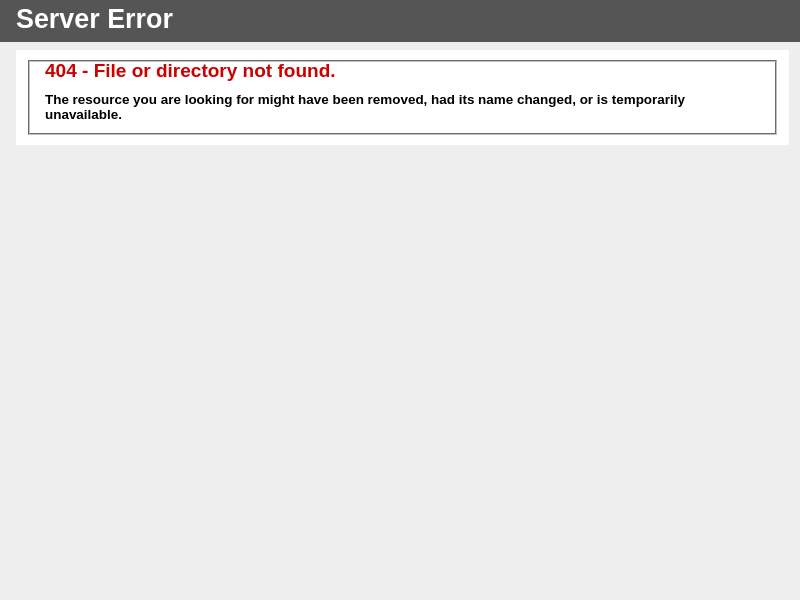 Server Error
404 - File or directory not found.
The resource you are looking for might have been removed, had its name changed, or is temporarily
unavailable.